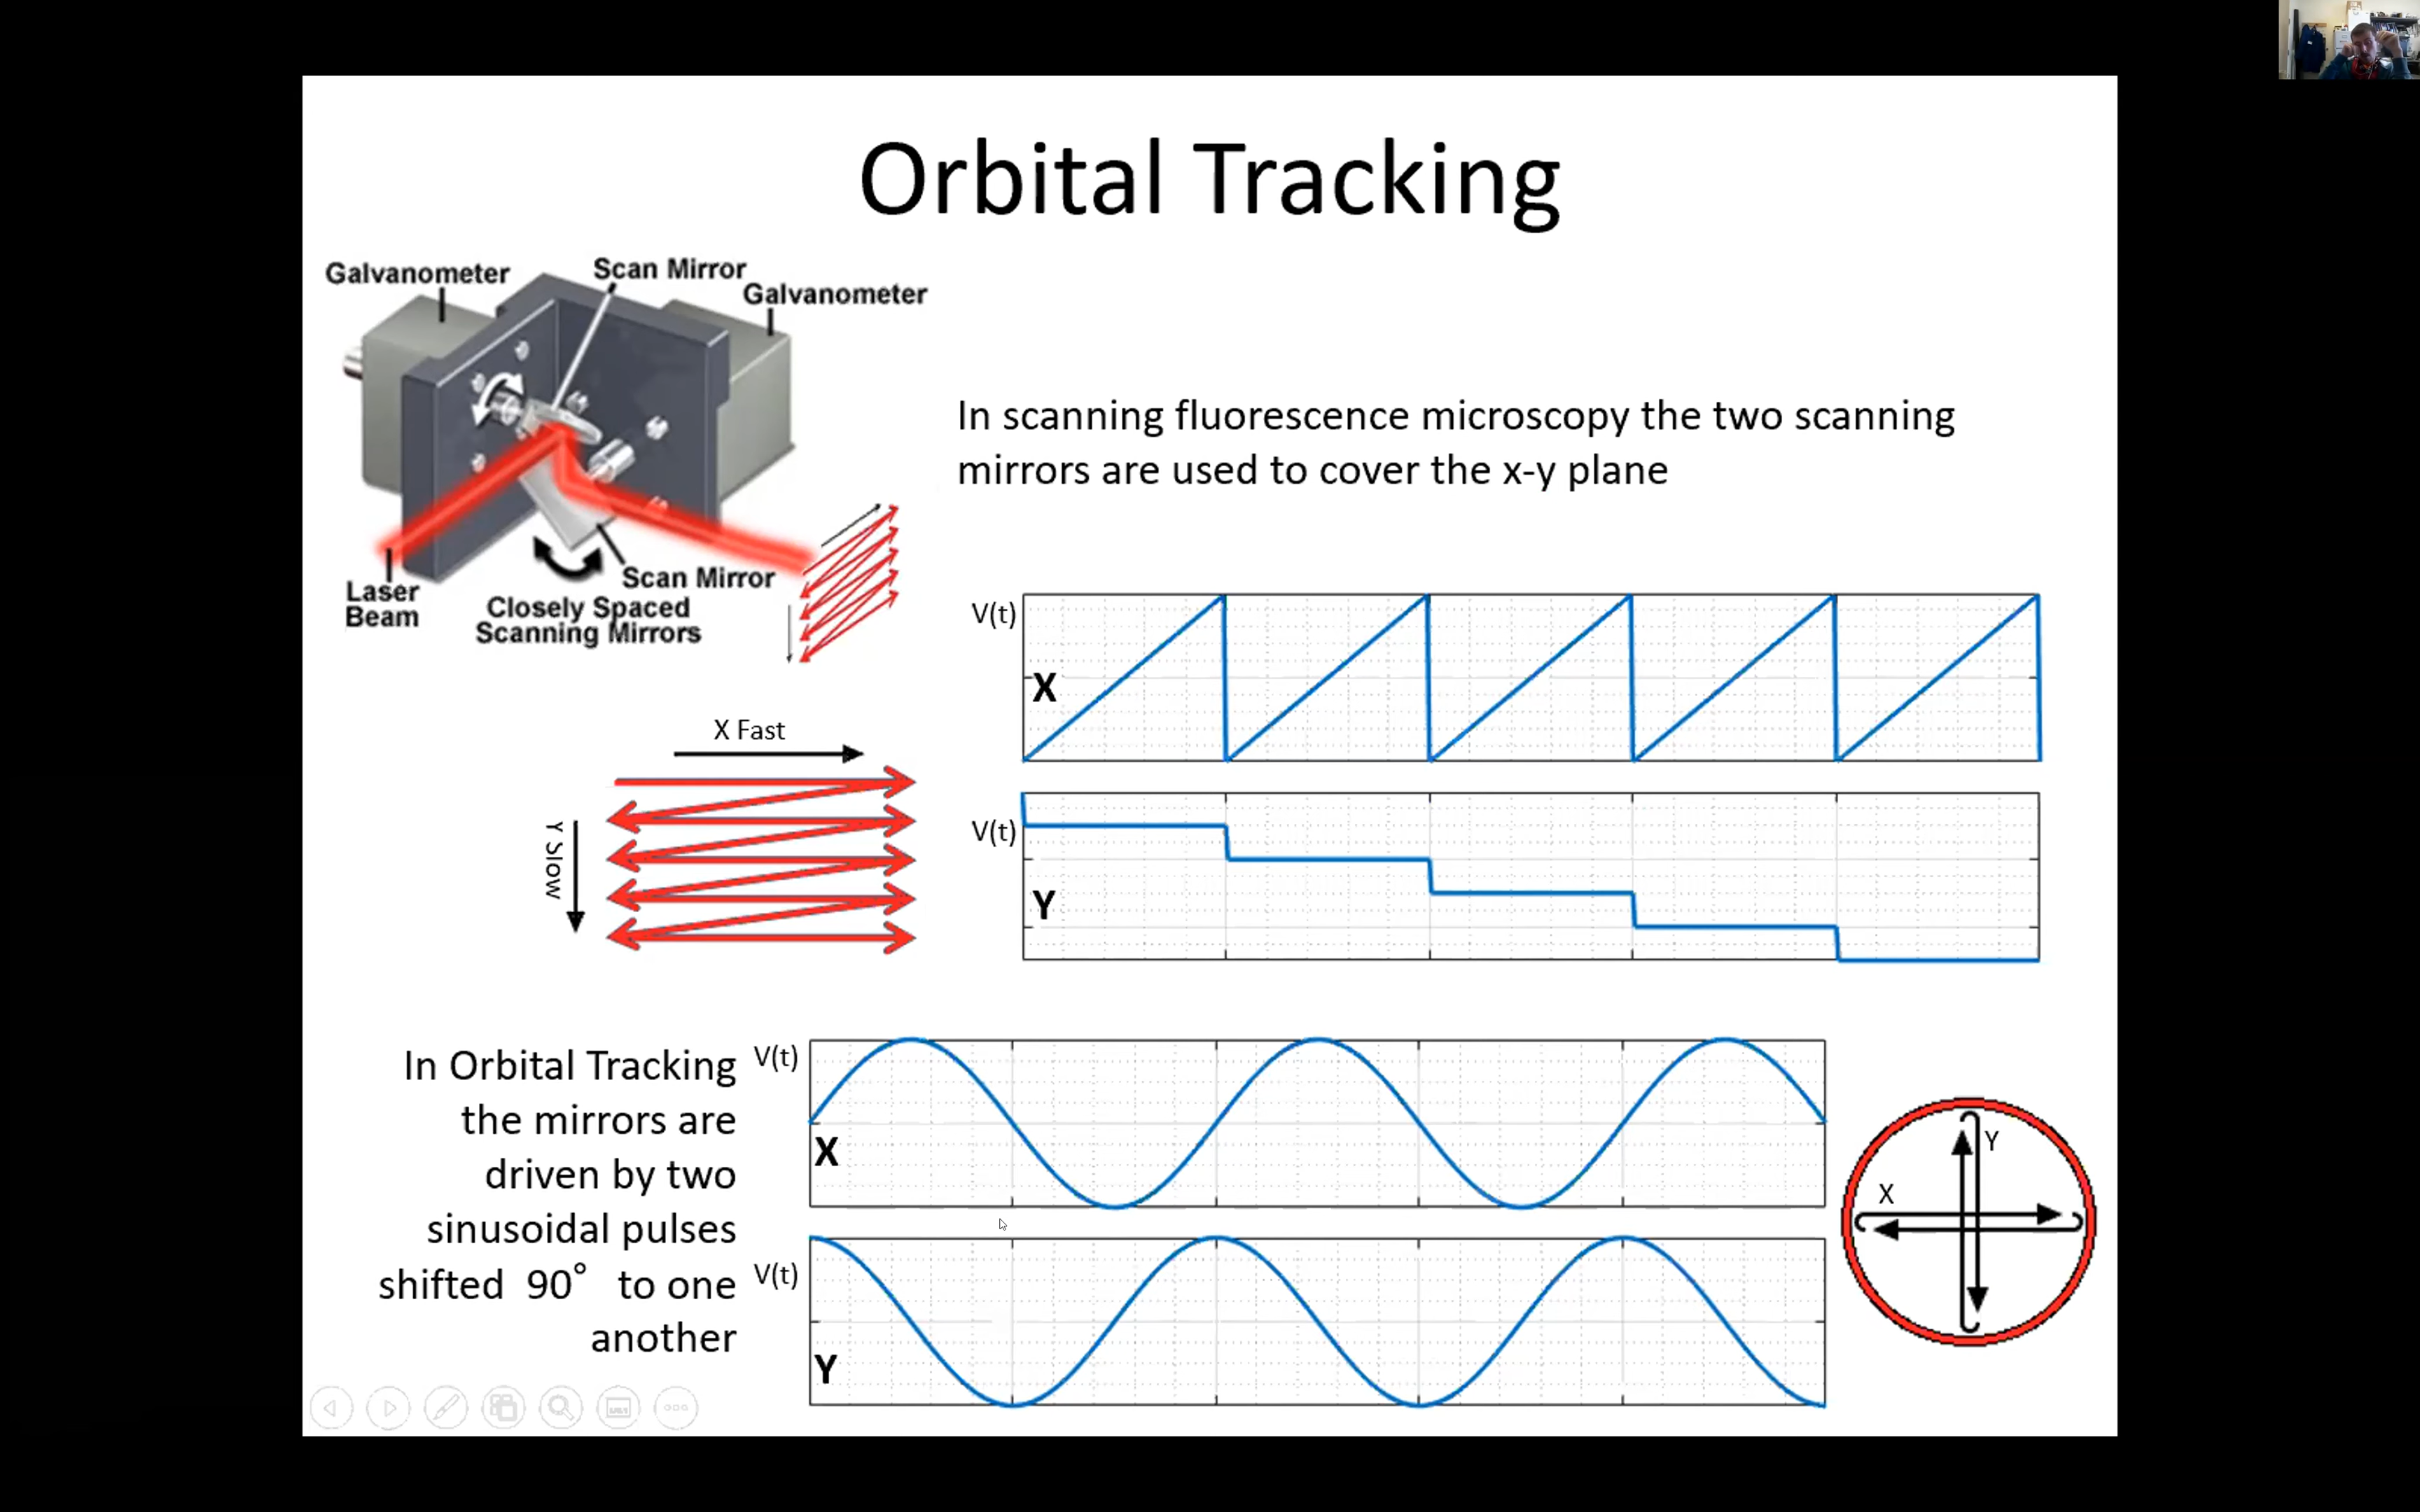 Orbital Tracking
Galvanometer
Scan Mirror
Galvanometer
Laser
Beam
Scan Mirror
Closely Spaced
Scanning Mirrors
In scanning fluorescence microscopy the two scanning
mirrors are used to cover the x-y plane
X Fast
Y Slow
V(t)
X
V(t)
Y
In Orbital Tracking
the mirrors are
driven by two
sinusoidal pulses
shifted 90° to one
another
V(t)
X
V(t)
Y
Y
X